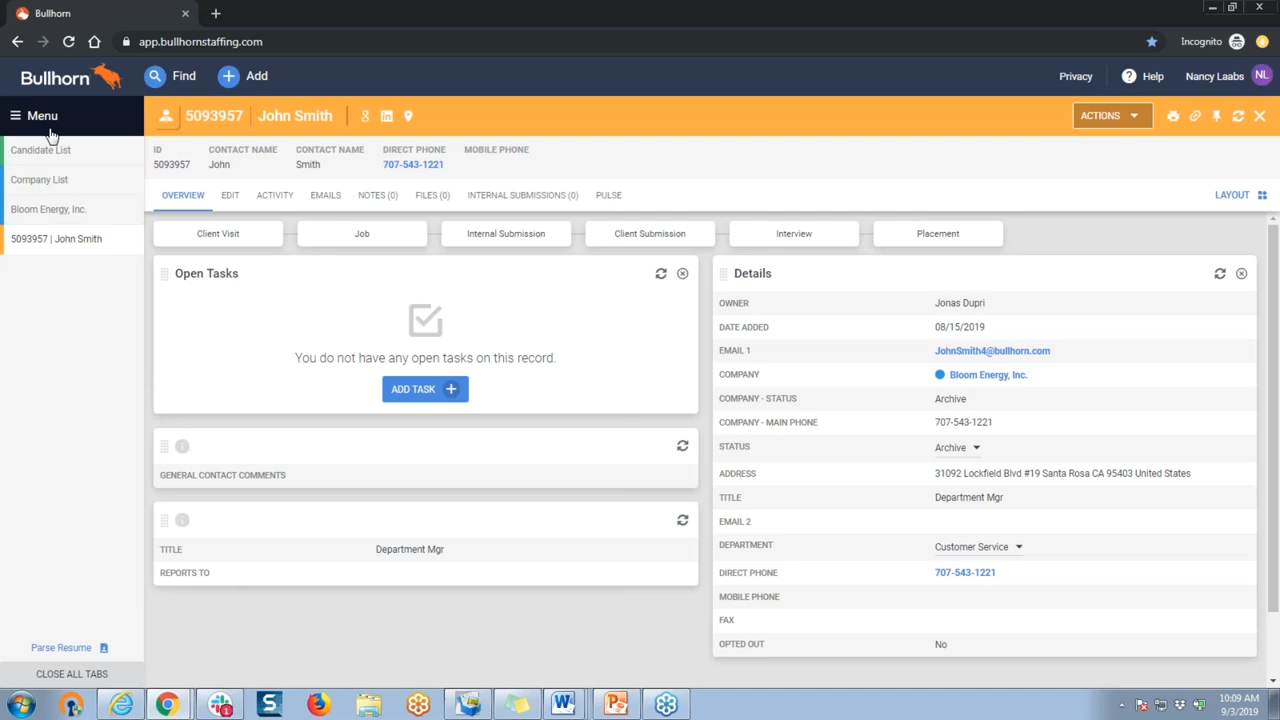 Bullhorn
app.bullhornstaffing.com
Incognito
Bullhorn
Find
Add
Privacy
? Help
Nancy Laabs NL
Menu
5093957 John Smith
ACTIONS
Candidate List
Company List
Bloom Energy, Inc.
5093957 | John Smith
ID CONTACT NAME CONTACT NAME DIRECT PHONE MOBILE PHONE
5093957 John Smith 707-543-1221
OVERVIEW EDIT ACTIVITY EMAILS NOTES (0) FILES (0) INTERNAL SUBMISSIONS (0) PULSE LAYOUT
Client Visit Job Internal Submission Client Submission Interview Placement
Open Tasks
You do not have any open tasks on this record.
ADD TASK +
GENERAL CONTACT COMMENTS
TITLE Department Mgr
REPORTS TO
Details
OWNER Jonas Dupri
DATE ADDED 08/15/2019
EMAIL 1 JohnSmith4@bullhorn.com
COMPANY Bloom Energy, Inc.
COMPANY - STATUS Archive
COMPANY - MAIN PHONE 707-543-1221
STATUS Archive
ADDRESS 31092 Lockfield Blvd #19 Santa Rosa CA 95403 United States
TITLE Department Mgr
EMAIL 2
DEPARTMENT Customer Service
DIRECT PHONE 707-543-1221
MOBILE PHONE
FAX
OPTED OUT No
Parse Resume
CLOSE ALL TABS
10:09 AM
9/3/2019